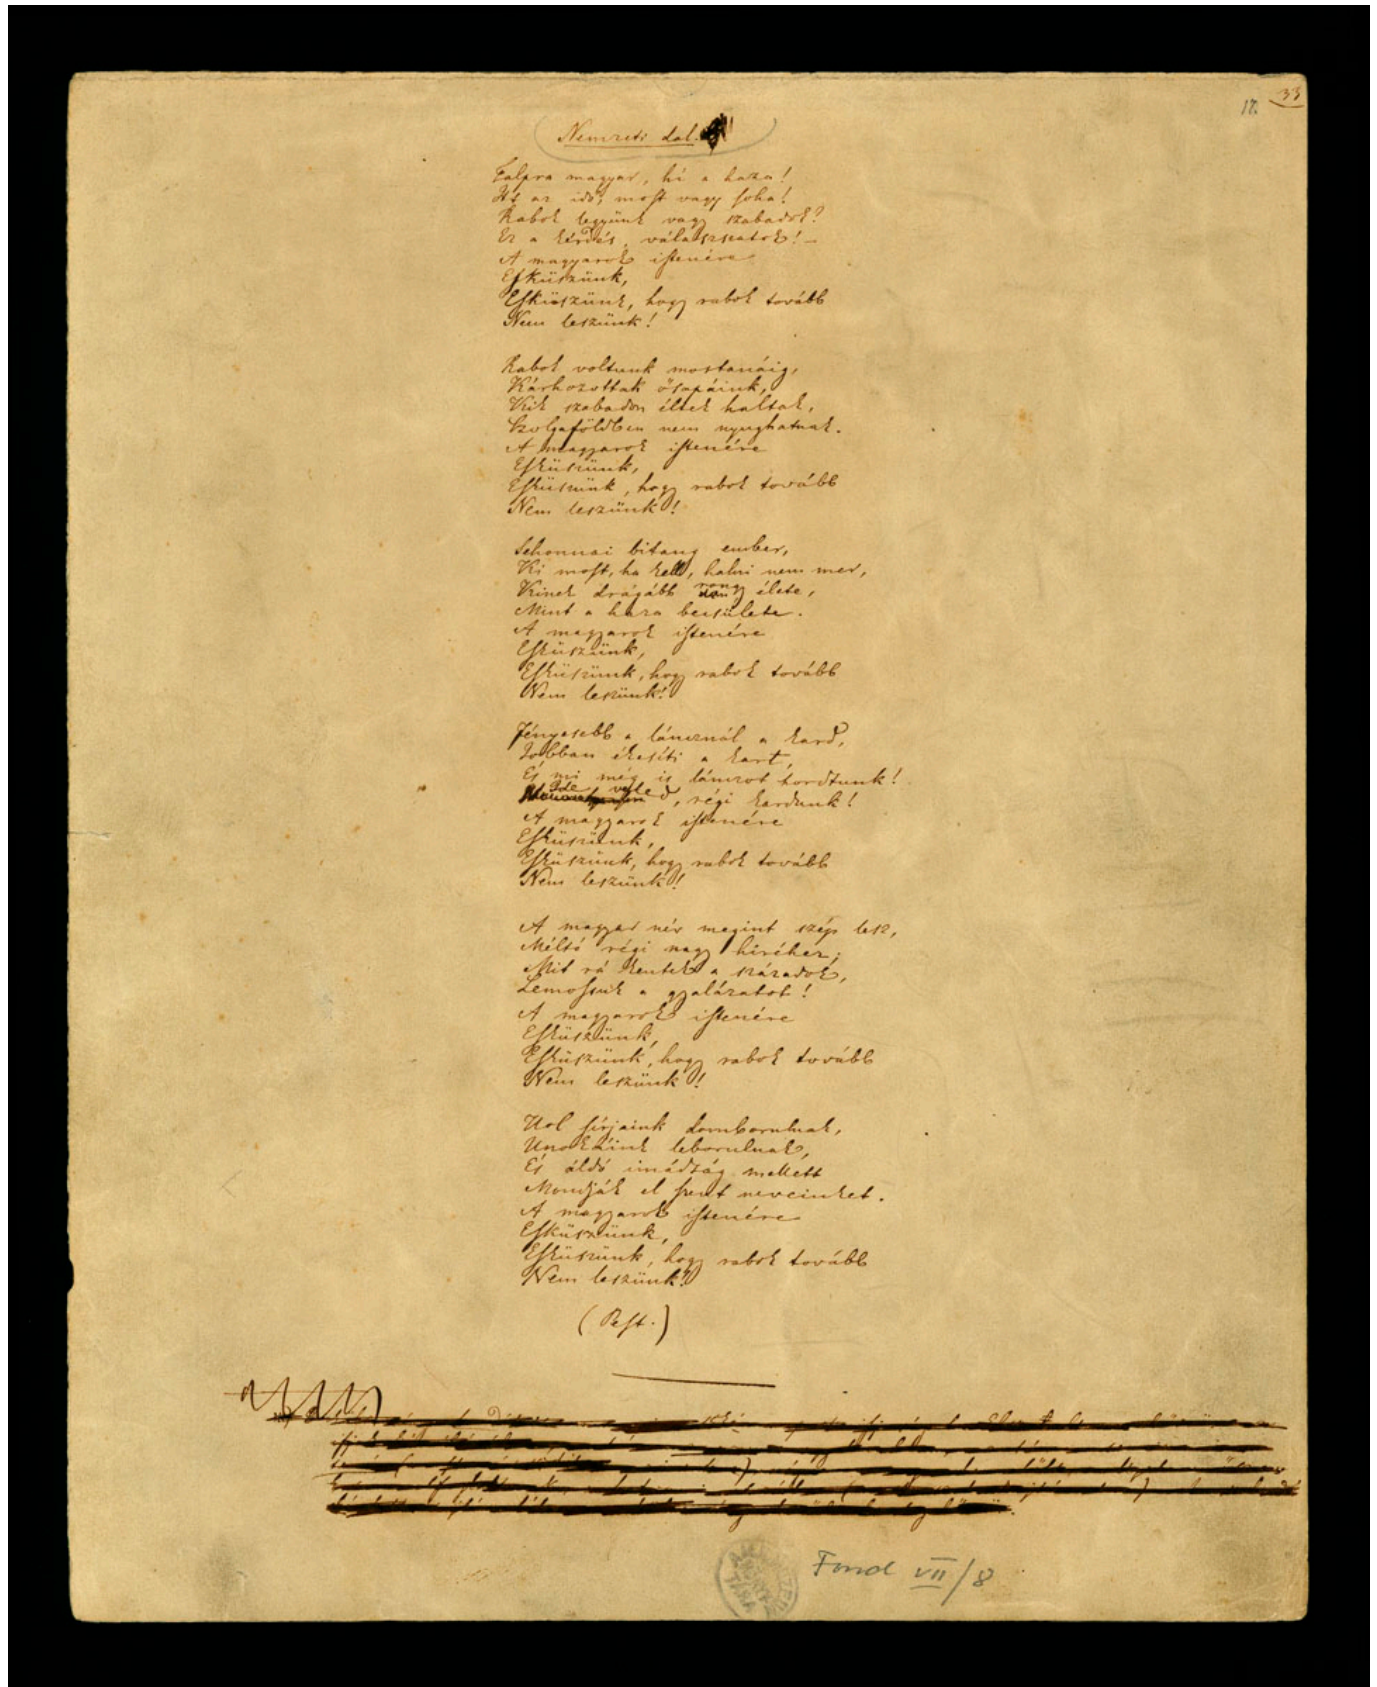 33
17.
Nemzeti dal.
Talpra magyar, hí a haza!
Itt az idő, most vagy soha!
Rabok legyünk vagy szabadok?
Ez a kérdés, válaszszatok! –
A magyarok istenére
Esküszünk,
Esküszünk, hogy rabok tovább
Nem leszünk!
Rabok voltunk mostanáig,
Kárhozottak ősapáink,
Kik szabadon éltek haltak,
Szolgaföldben nem nyughatnak.
A magyarok istenére
Esküszünk,
Esküszünk, hogy rabok tovább
Nem leszünk!
Sehonnai bitang ember,
Ki most, ha kell, halni nem mer,
Kinek drágább rongy élete,
Mint a haza becsülete.
A magyarok istenére
Esküszünk,
Esküszünk, hogy rabok tovább
Nem leszünk!
Fényesebb a láncznál a kard,
Jobban ékesíti a kart,
És mi még is lánczot hordtunk!
Ide veled, régi kardunk!
A magyarok istenére
Esküszünk,
Esküszünk, hogy rabok tovább
Nem leszünk!
A magyar név megint szép lesz,
Méltó régi nagy hiréhez;
Mit rá kentek a századok,
Lemossuk a gyalázatot!
A magyarok istenére
Esküszünk,
Esküszünk, hogy rabok tovább
Nem leszünk!
Hol sírjaink domborulnak,
Unokáink leborulnak,
És áldó imádság mellett
Mondják el szent neveinket.
A magyarok istenére
Esküszünk,
Esküszünk, hogy rabok tovább
Nem leszünk!
(Pest.)
Fond VII/8